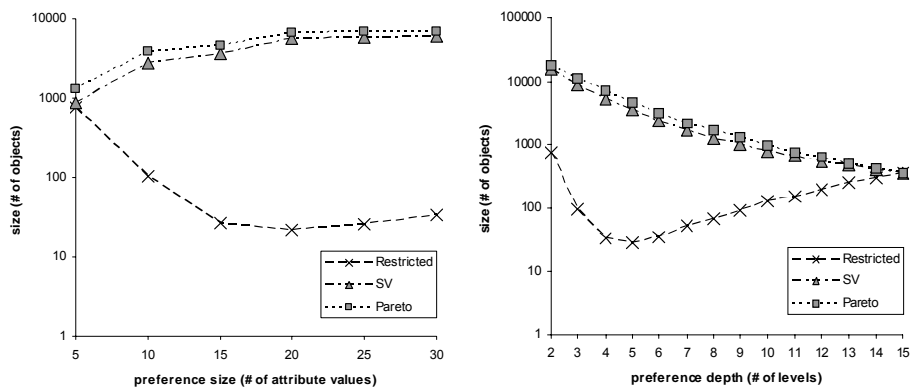 10000
1000
100
10
1
size (# of objects)
5 10 15 20 25 30
preference size (# of attribute values)
Restricted
SV
Pareto
100000
10000
1000
100
10
1
size (# of objects)
2 3 4 5 6 7 8 9 10 11 12 13 14 15
preference depth (# of levels)
Restricted
SV
Pareto